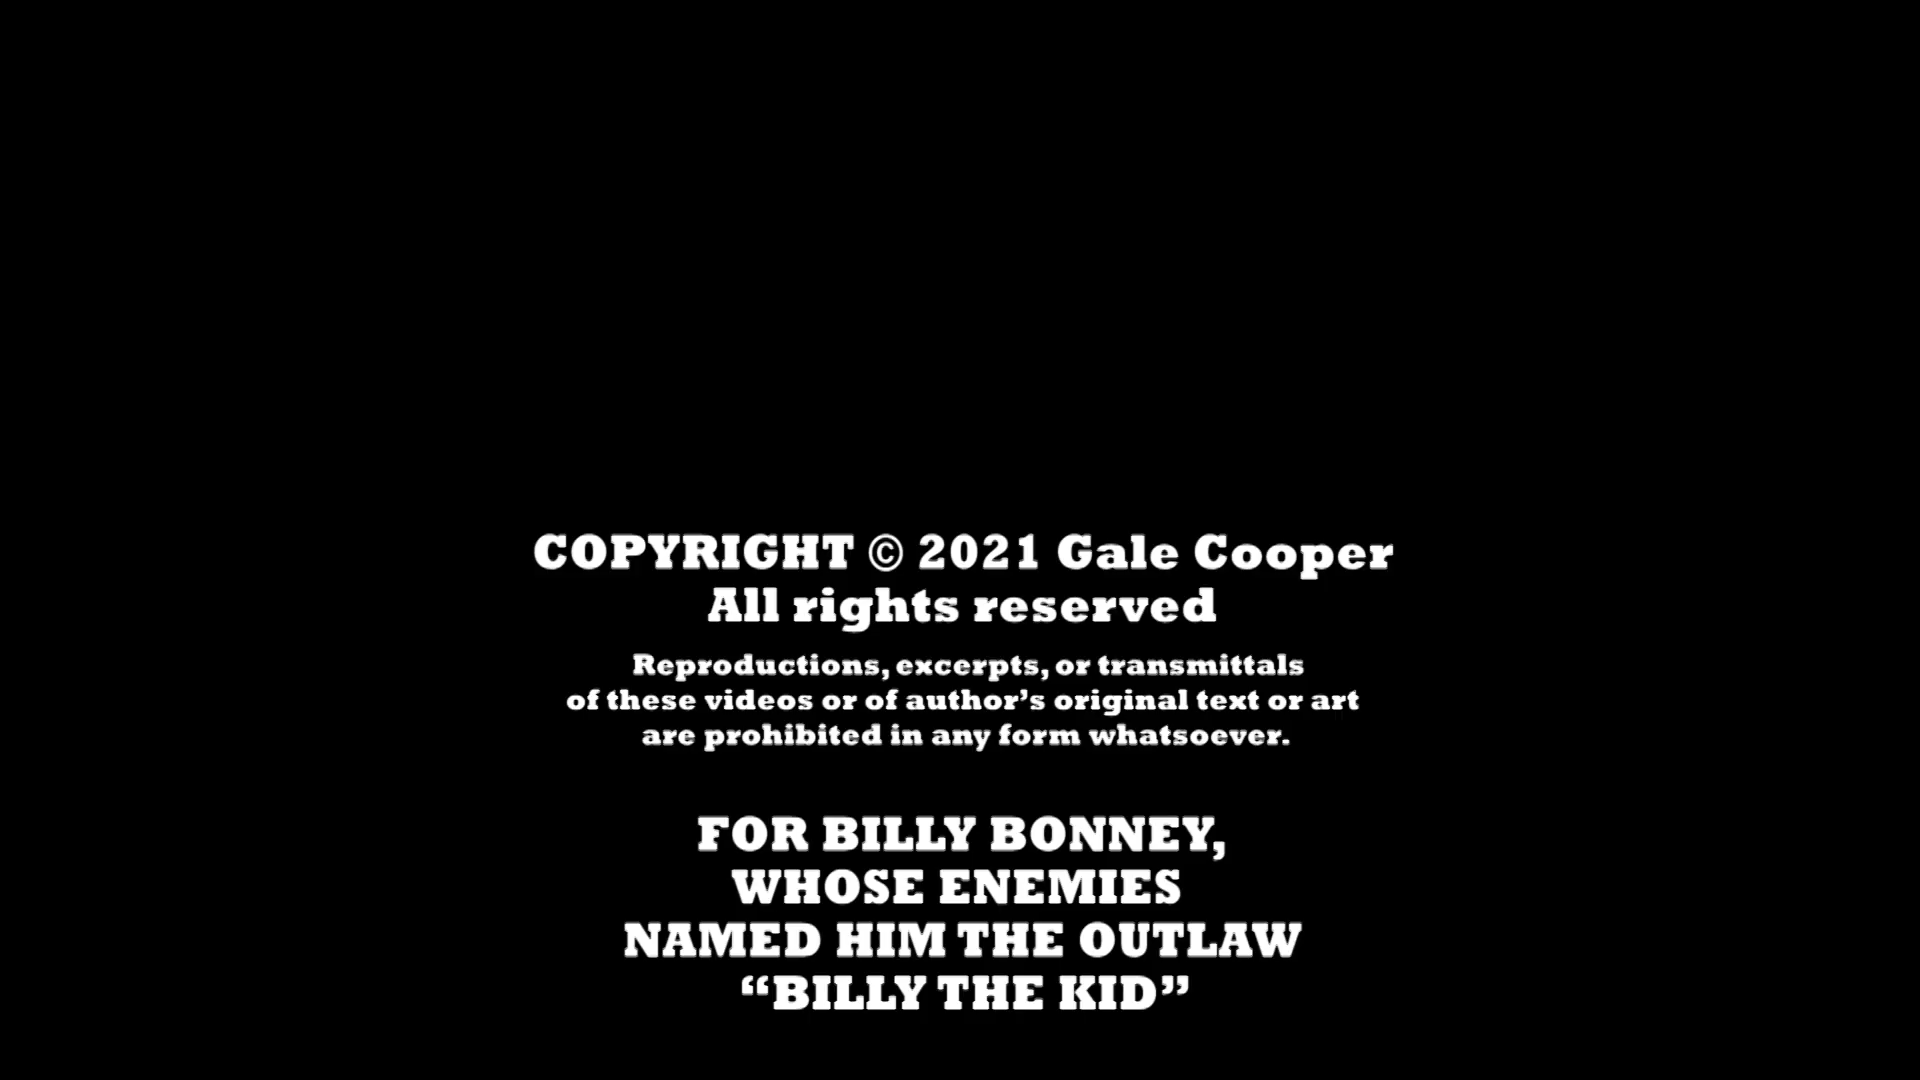 COPYRIGHT © 2021 Gale Cooper
All rights reserved
Reproductions, excerpts, or transmittals
of these videos or of author’s original text or art
are prohibited in any form whatsoever.
FOR BILLY BONNEY,
WHOSE ENEMIES
NAMED HIM THE OUTLAW
“BILLY THE KID”